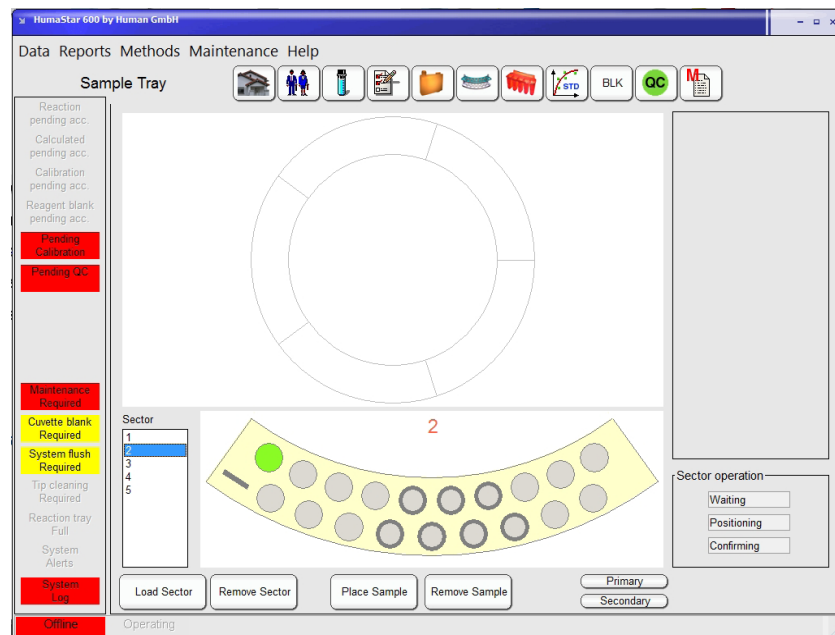 HumaStar 600 by Human GmbH
Data Reports Methods Maintenance Help
Sample Tray
STD
BLK
QC
M
Reaction
pending acc.
Calculated
pending acc.
Calibration
pending acc.
Reagent blank
pending acc.
Pending
Calibration
Pending QC
Maintenance
Required
Cuvette blank
Required
System flush
Required
Tip cleaning
Required
Reaction tray
Full
System
Alerts
System
Log
Offline
Operating
Sector
1
2
3
4
5
2
Load Sector
Remove Sector
Place Sample
Remove Sample
Primary
Secondary
Sector operation
Waiting
Positioning
Confirming